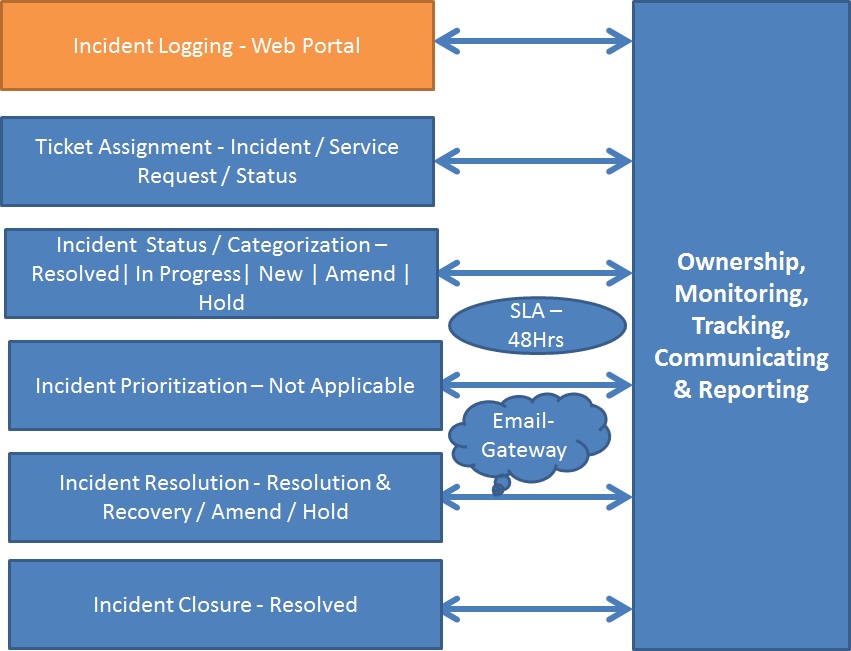 Incident Logging - Web Portal
Ticket Assignment - Incident / Service
Request / Status
Incident  Status / Categorization –
Resolved| In Progress| New | Amend |
Hold
SLA –
48Hrs
Incident Prioritization – Not Applicable
Email-
Gateway
Incident Resolution - Resolution &
Recovery / Amend / Hold
Incident Closure - Resolved
Ownership,
Monitoring,
Tracking,
Communicating
& Reporting